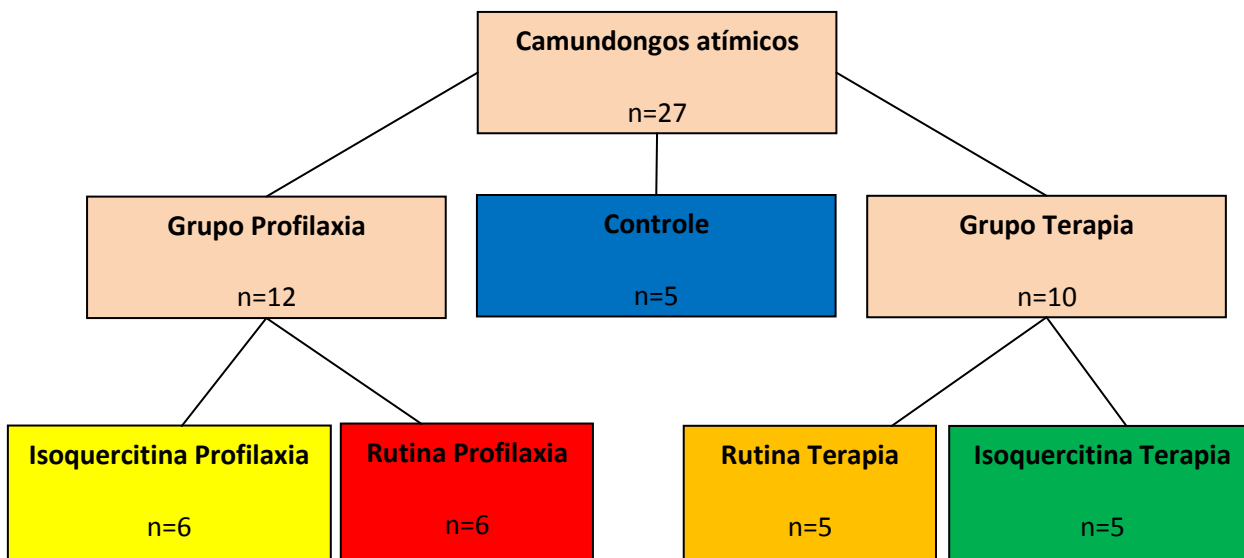 Camundongos atímicos
n=27
Grupo Profilaxia
n=12
Controle
n=5
Grupo Terapia
n=10
Isoquercitina Profilaxia
n=6
Rutina Profilaxia
n=6
Rutina Terapia
n=5
Isoquercitina Terapia
n=5